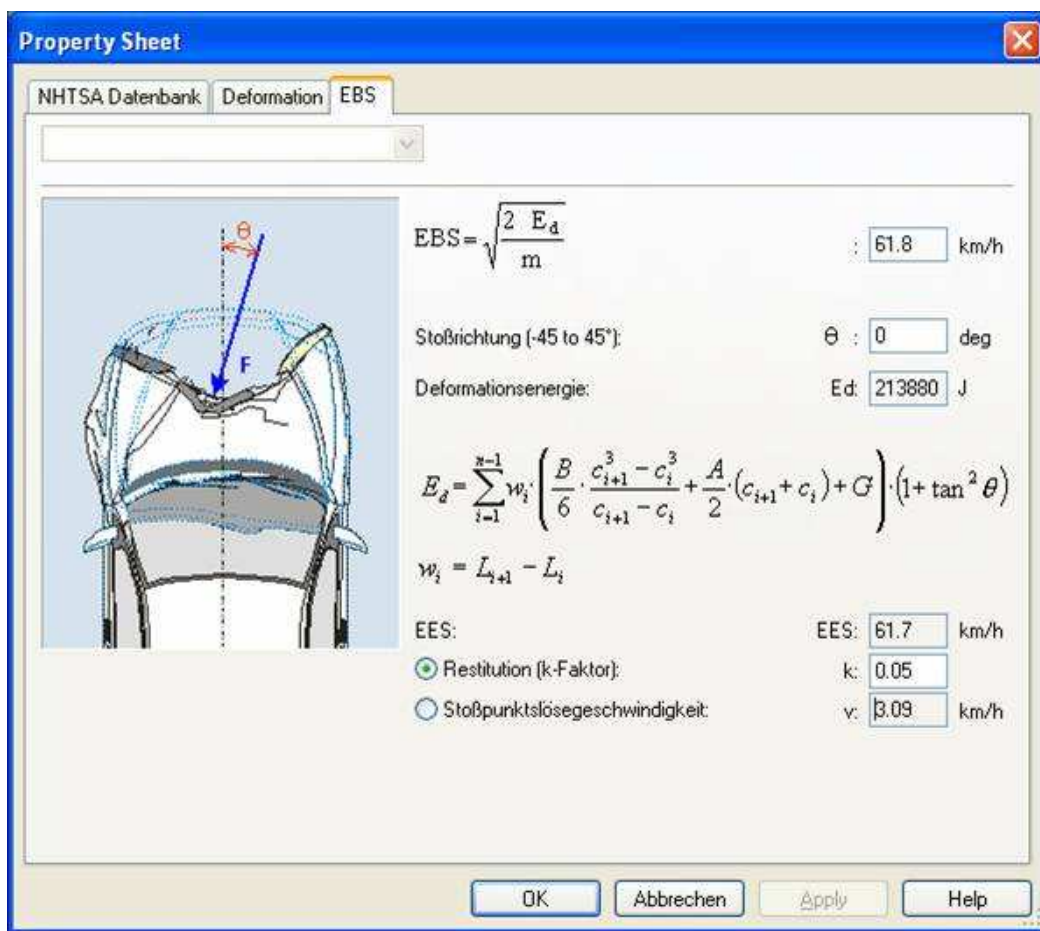 Property Sheet
NHTSA Datenbank Deformation EBS
θ
F
EBS = √(2 E_d / m) : 61.8 km/h
Stoßrichtung (-45 to 45°): θ : 0 deg
Deformationsenergie: Ed: 213880 J
E_d = ∑_{i=1}^{n-1} w_i · (B/6 · (c_{i+1}^3 − c_i^3)/(c_{i+1} − c_i) + A/2 · (c_{i+1} + c_i) + G) · (1 + tan² θ)
w_i = L_{i+1} − L_i
EES: EES: 61.7 km/h
Restitution (k-Faktor): k: 0.05
Stoßpunktslösegeschwindigkeit: v: 3.09 km/h
OK Abbrechen Apply Help